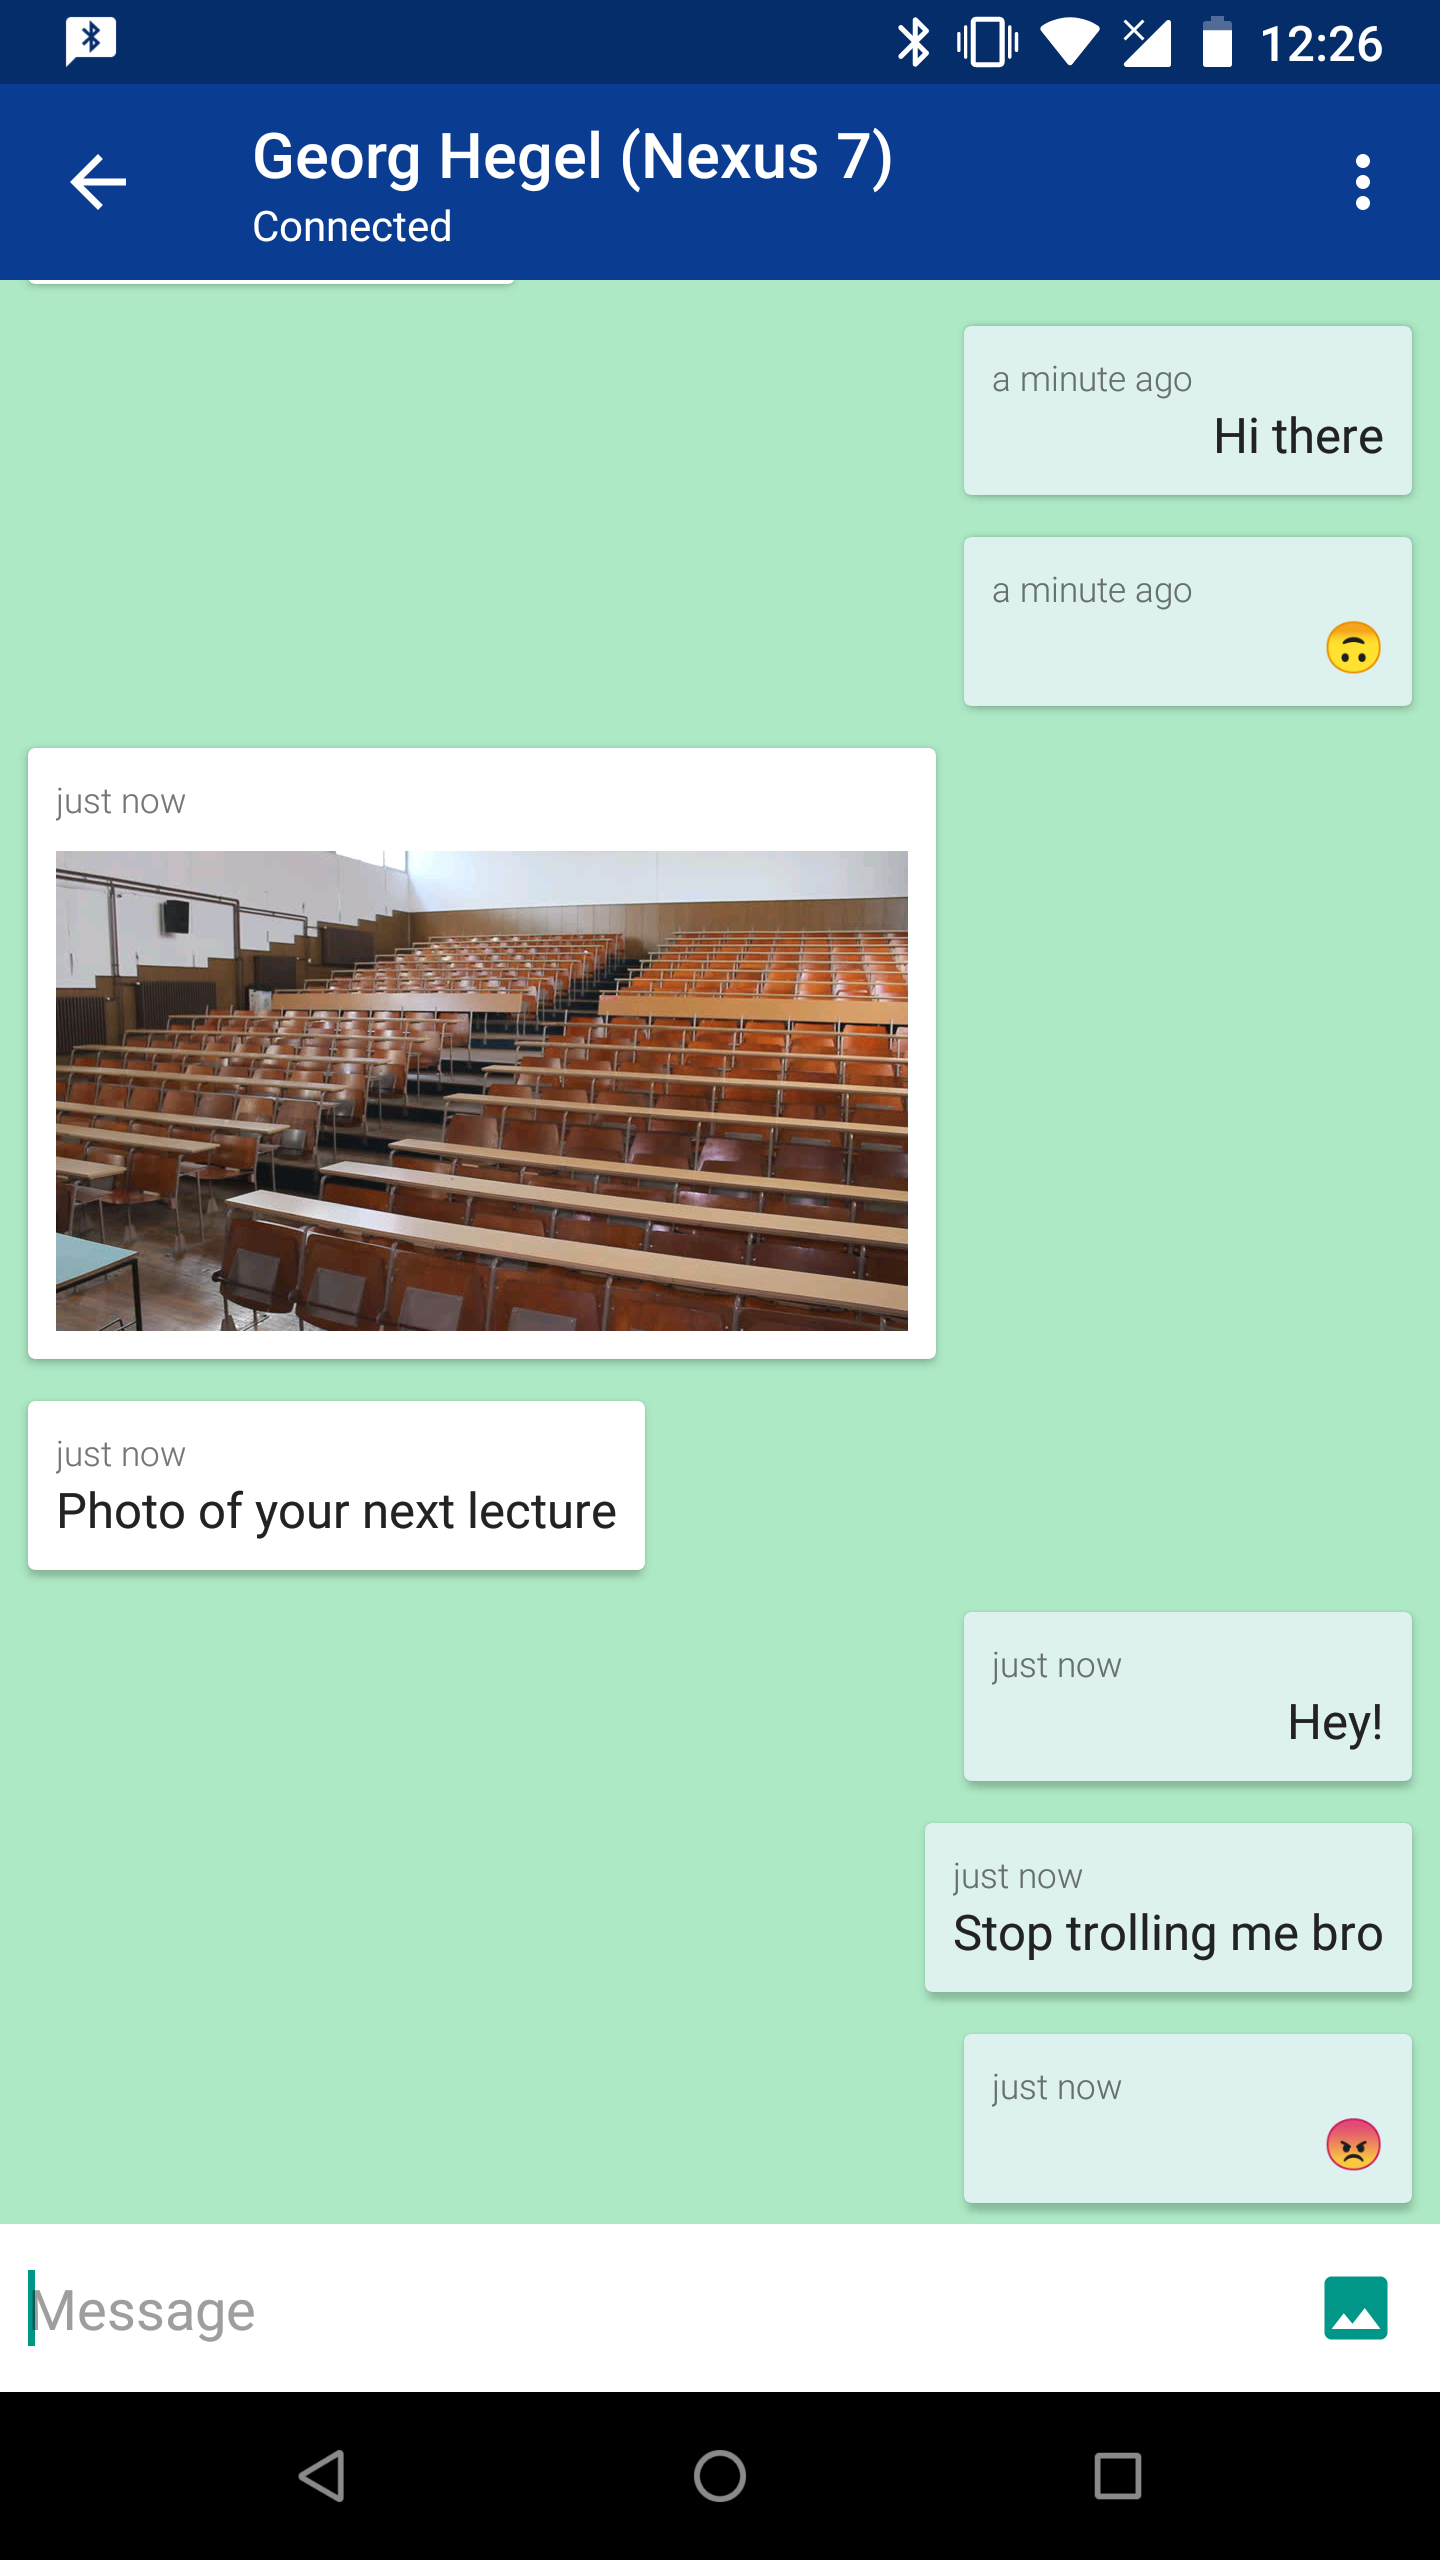 12:26
Georg Hegel (Nexus 7)
Connected
a minute ago
Hi there
a minute ago
🙃
just now
just now
Photo of your next lecture
just now
Hey!
just now
Stop trolling me bro
just now
😡
Message